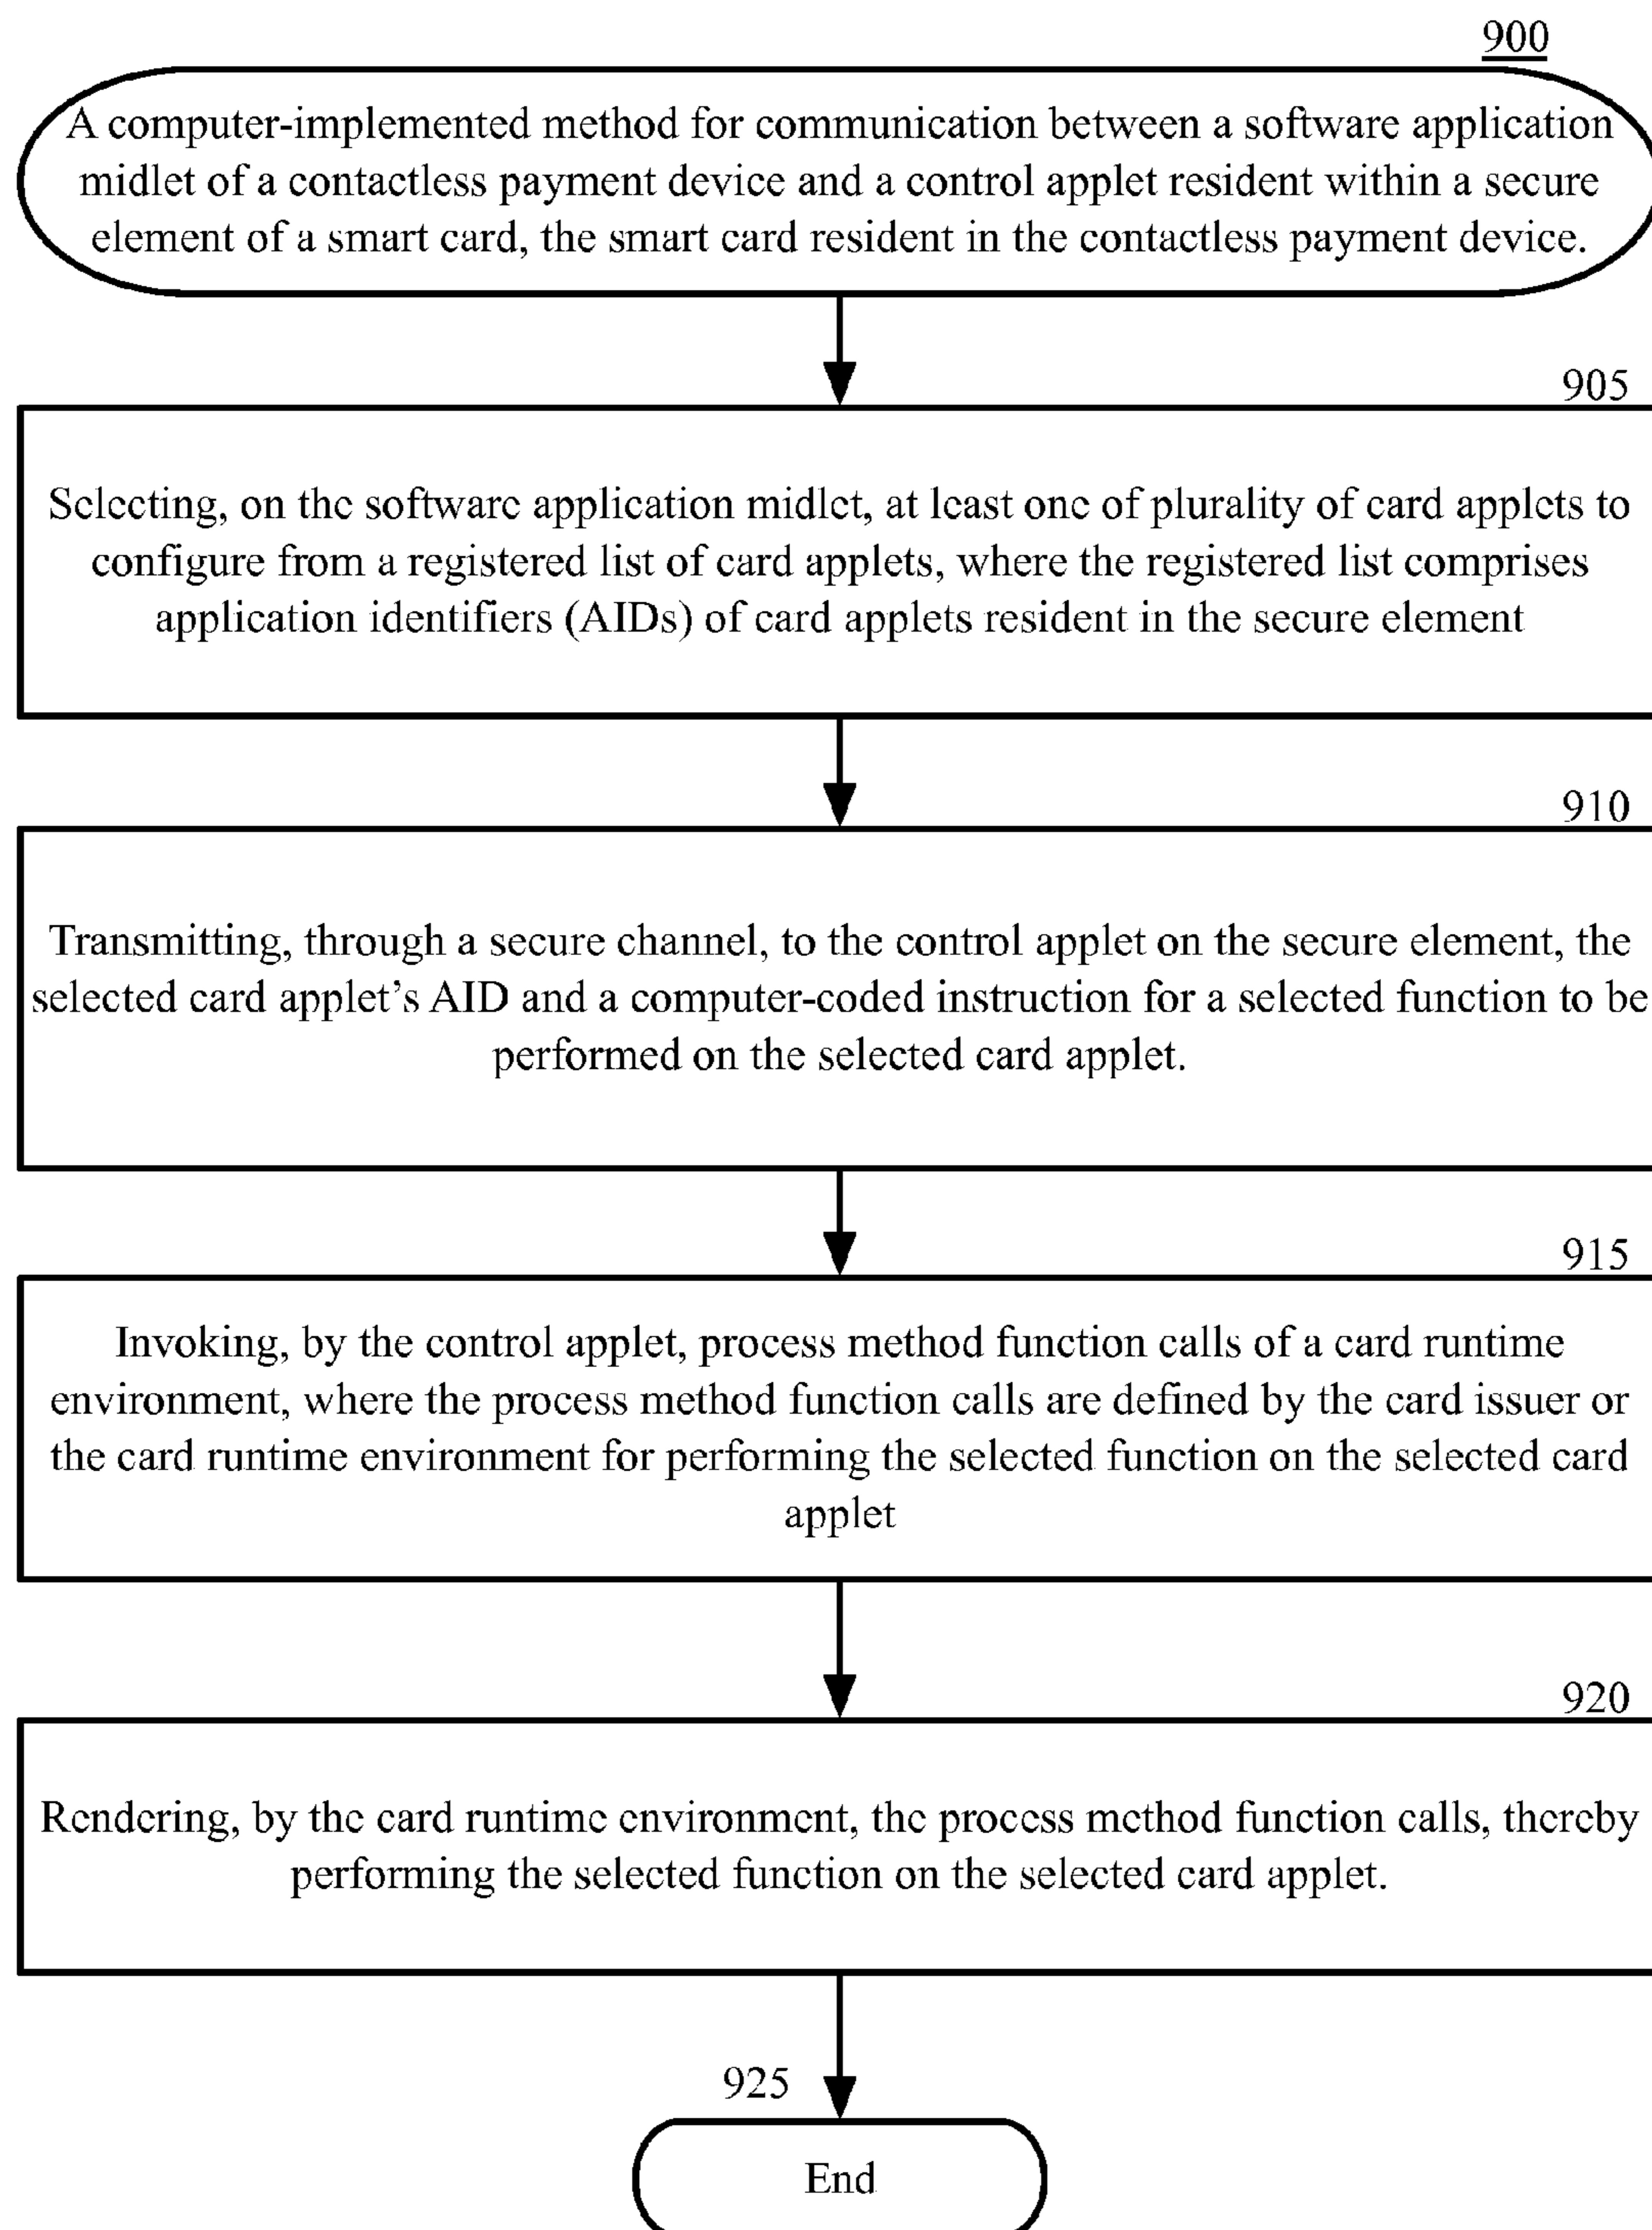 900
A computer-implemented method for communication between a software application
midlet of a contactless payment device and a control applet resident within a secure
element of a smart card, the smart card resident in the contactless payment device.
905
Selecting, on the software application midlet, at least one of plurality of card applets to
configure from a registered list of card applets, where the registered list comprises
application identifiers (AIDs) of card applets resident in the secure element
910
Transmitting, through a secure channel, to the control applet on the secure element, the
selected card applet's AID and a computer-coded instruction for a selected function to be
performed on the selected card applet.
915
Invoking, by the control applet, process method function calls of a card runtime
environment, where the process method function calls are defined by the card issuer or
the card runtime environment for performing the selected function on the selected card
applet
920
Rendering, by the card runtime environment, the process method function calls, thereby
performing the selected function on the selected card applet.
925
End